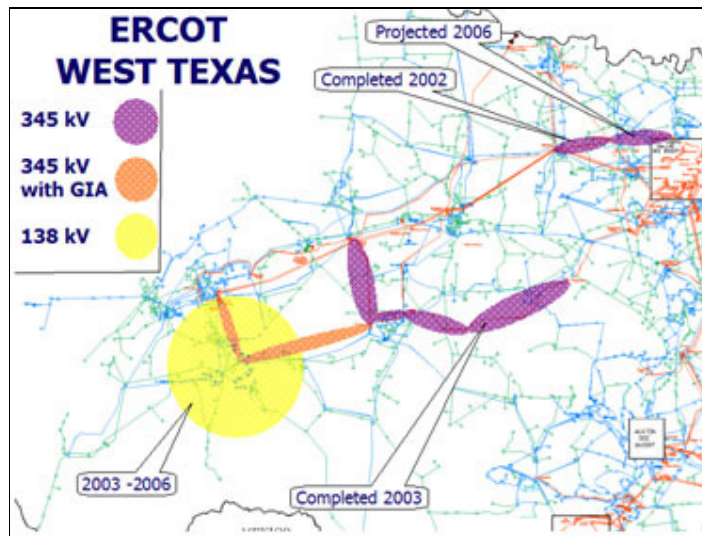 ERCOT
WEST TEXAS
Projected 2006
Completed 2002
345 kV
345 kV
with GIA
138 kV
2003 -2006
Completed 2003